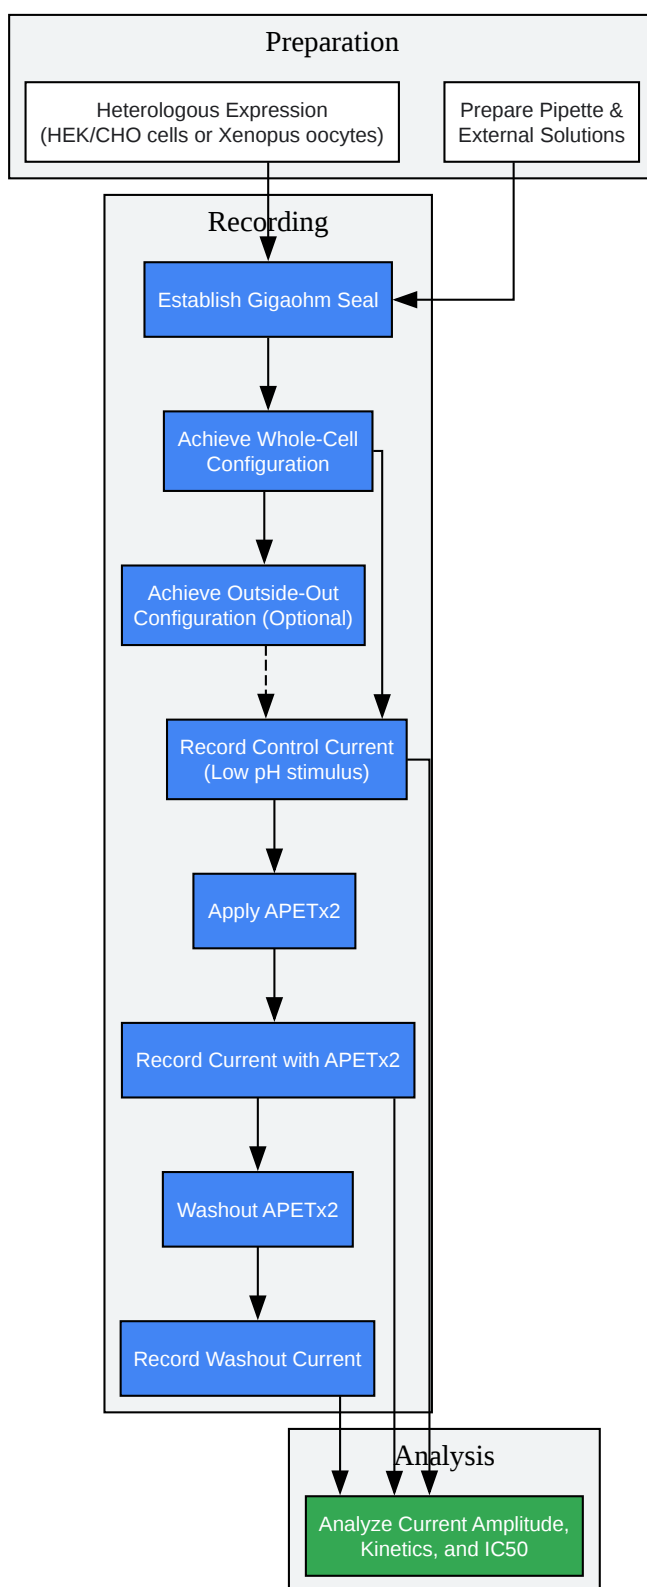 Preparation
Heterologous Expression
(HEK/CHO cells or Xenopus oocytes)
Prepare Pipette &
External Solutions
Recording
Establish Gigaohm Seal
Achieve Whole-Cell
Configuration
Achieve Outside-Out
Configuration (Optional)
Record Control Current
(Low pH stimulus)
Apply APETx2
Record Current with APETx2
Washout APETx2
Record Washout Current
Analysis
Analyze Current Amplitude,
Kinetics, and IC50